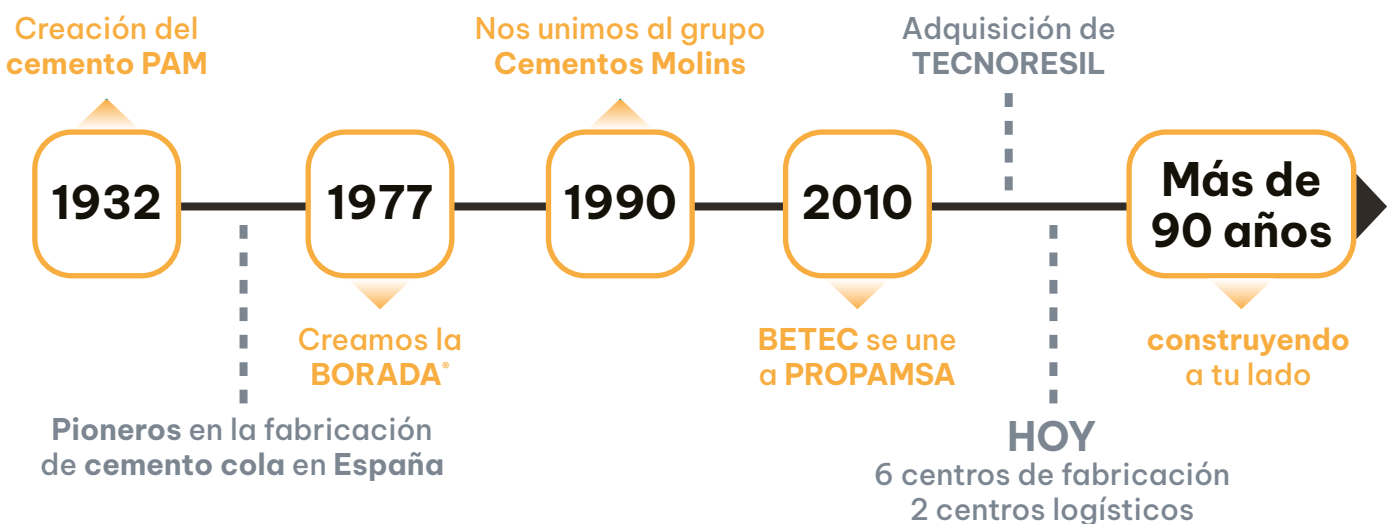 Creación del
cemento PAM
1932
Pioneros en la fabricación
de cemento cola en España
1977
Creamos la
BORADA®
Nos unimos al grupo
Cementos Molins
1990
2010
BETEC se une
a PROPAMSA
Adquisición de
TECNORESIL
HOY
6 centros de fabricación
2 centros logísticos
Más de
90 años
construyendo
a tu lado